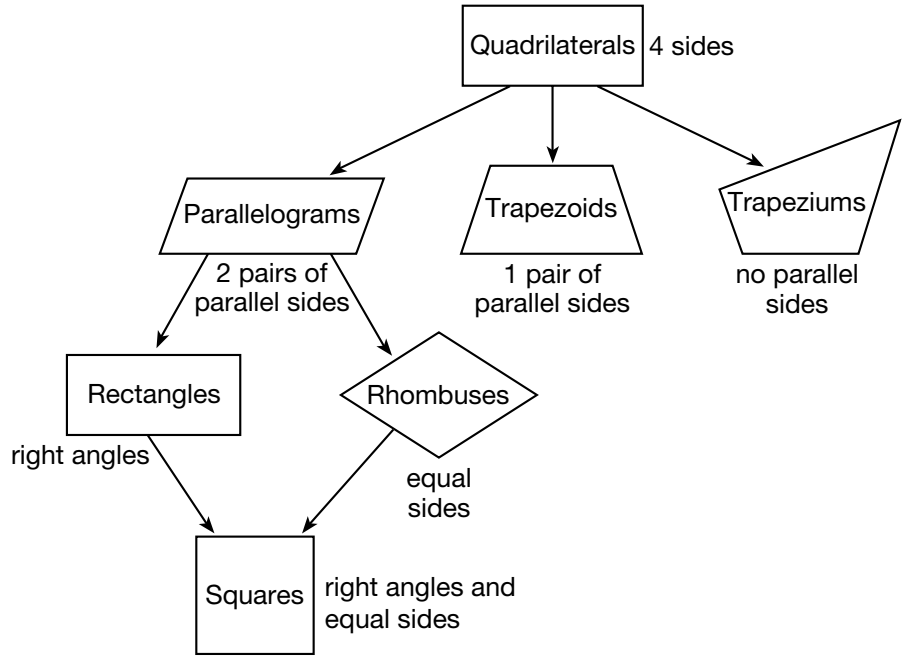 Quadrilaterals
4 sides
Parallelograms
Trapezoids
Trapeziums
2 pairs of
parallel sides
1 pair of
parallel sides
no parallel
sides
Rectangles
Rhombuses
right angles
equal
sides
Squares
right angles and
equal sides